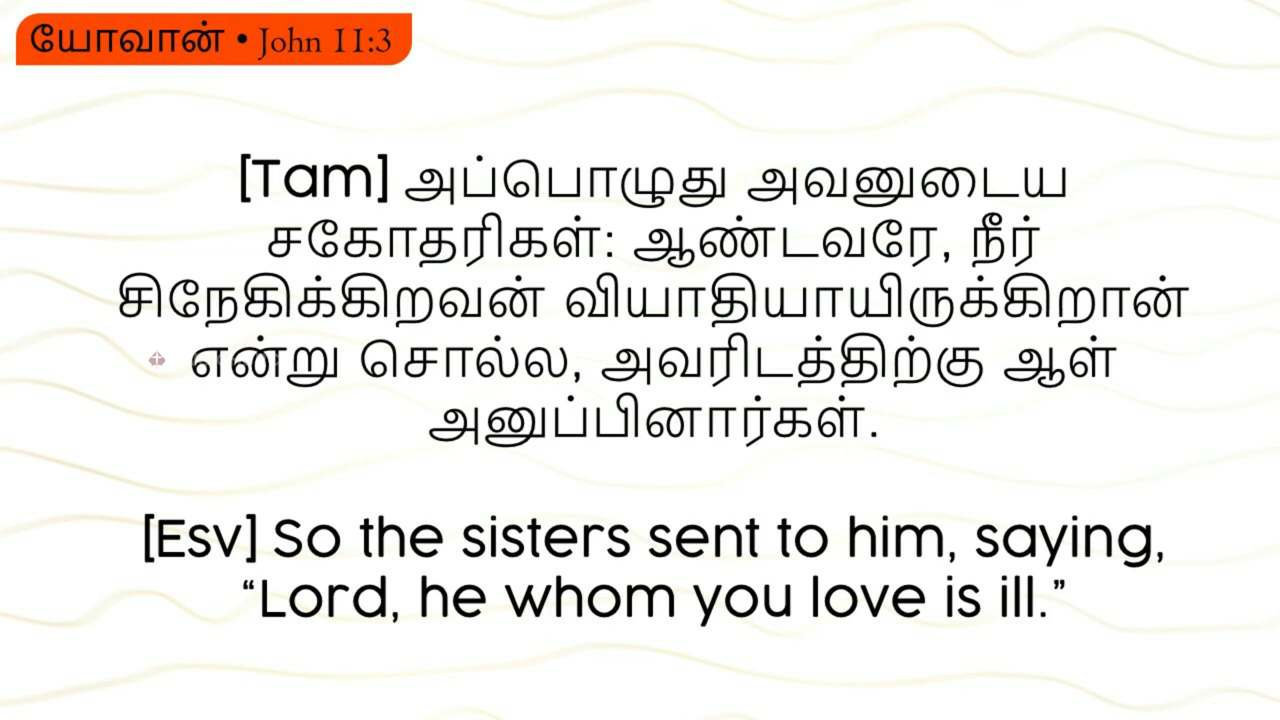 யோவான் • John 11:3
[Tam] அப்பொழுது அவனுடைய
சகோதரிகள்: ஆண்டவரே, நீர்
சிநேகிக்கிறவன் வியாதியாயிருக்கிறான்
என்று சொல்ல, அவரிடத்திற்கு ஆள்
அனுப்பினார்கள்.
[Esv] So the sisters sent to him, saying,
“Lord, he whom you love is ill.”